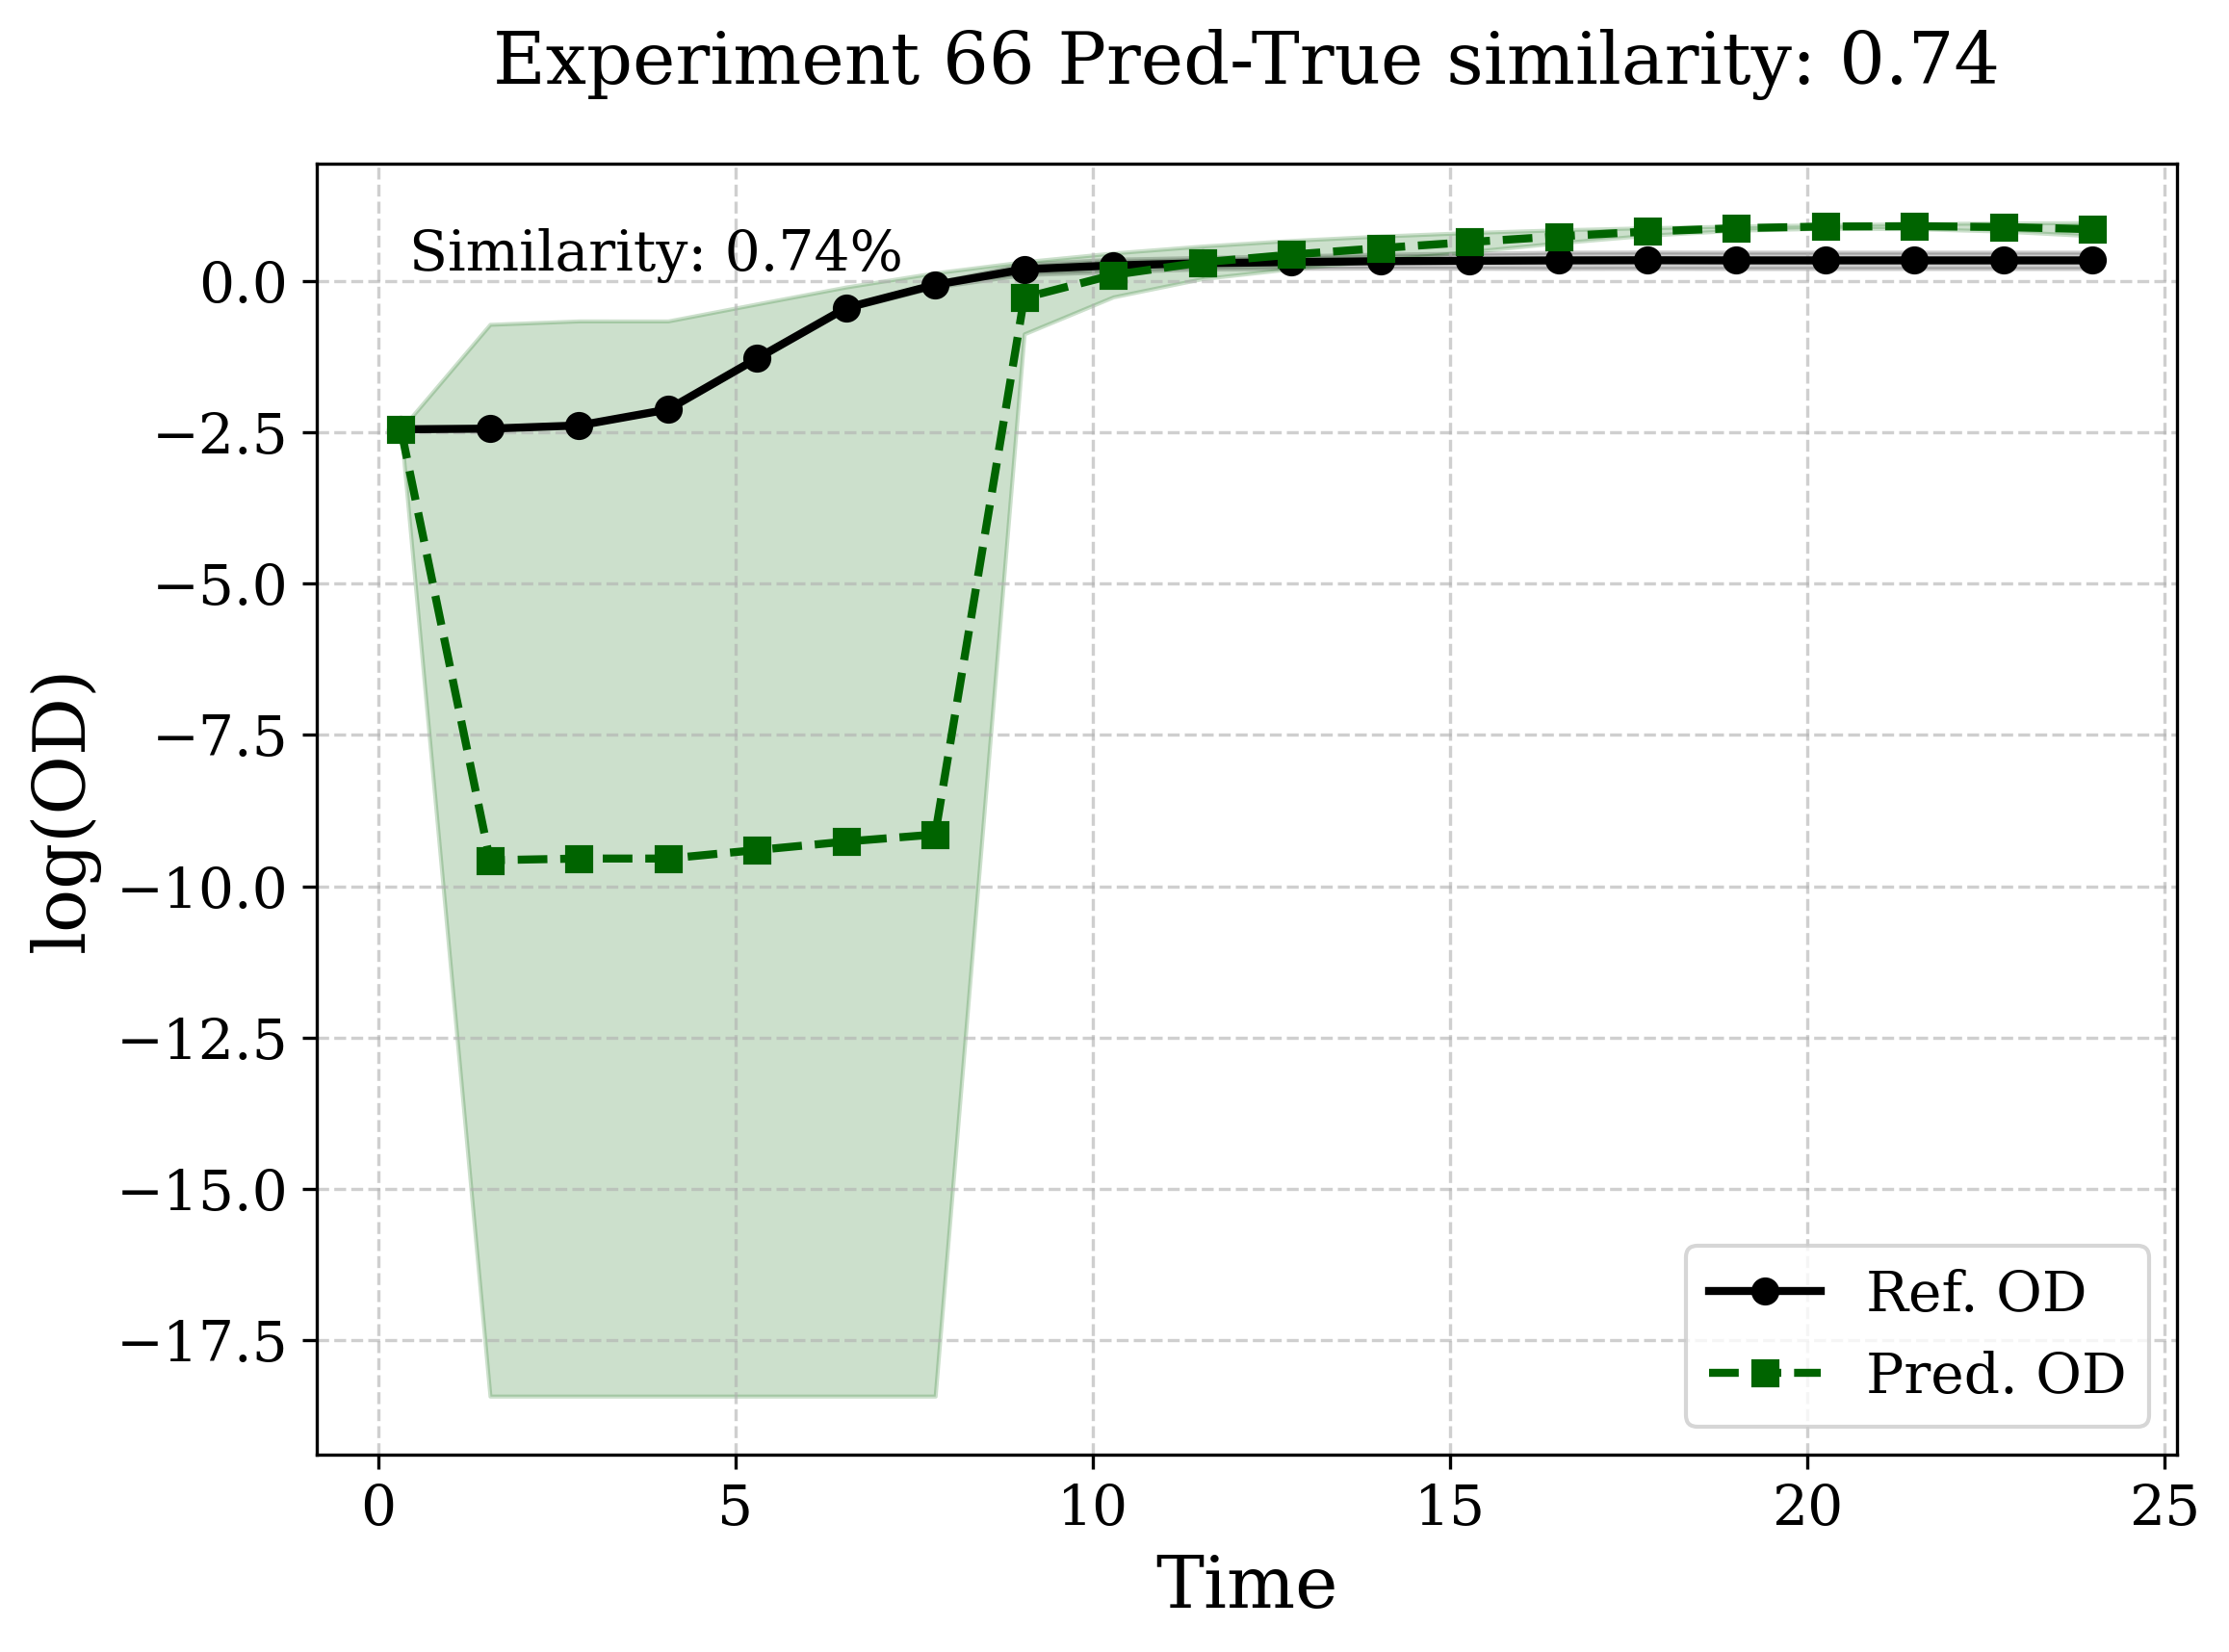 Experiment 66 Pred-True similarity: 0.74
Similarity: 0.74%
0.0
−2.5
−5.0
−7.5
−10.0
−12.5
−15.0
−17.5
log(OD)
Ref. OD
Pred. OD
0 5 10 15 20 25
Time